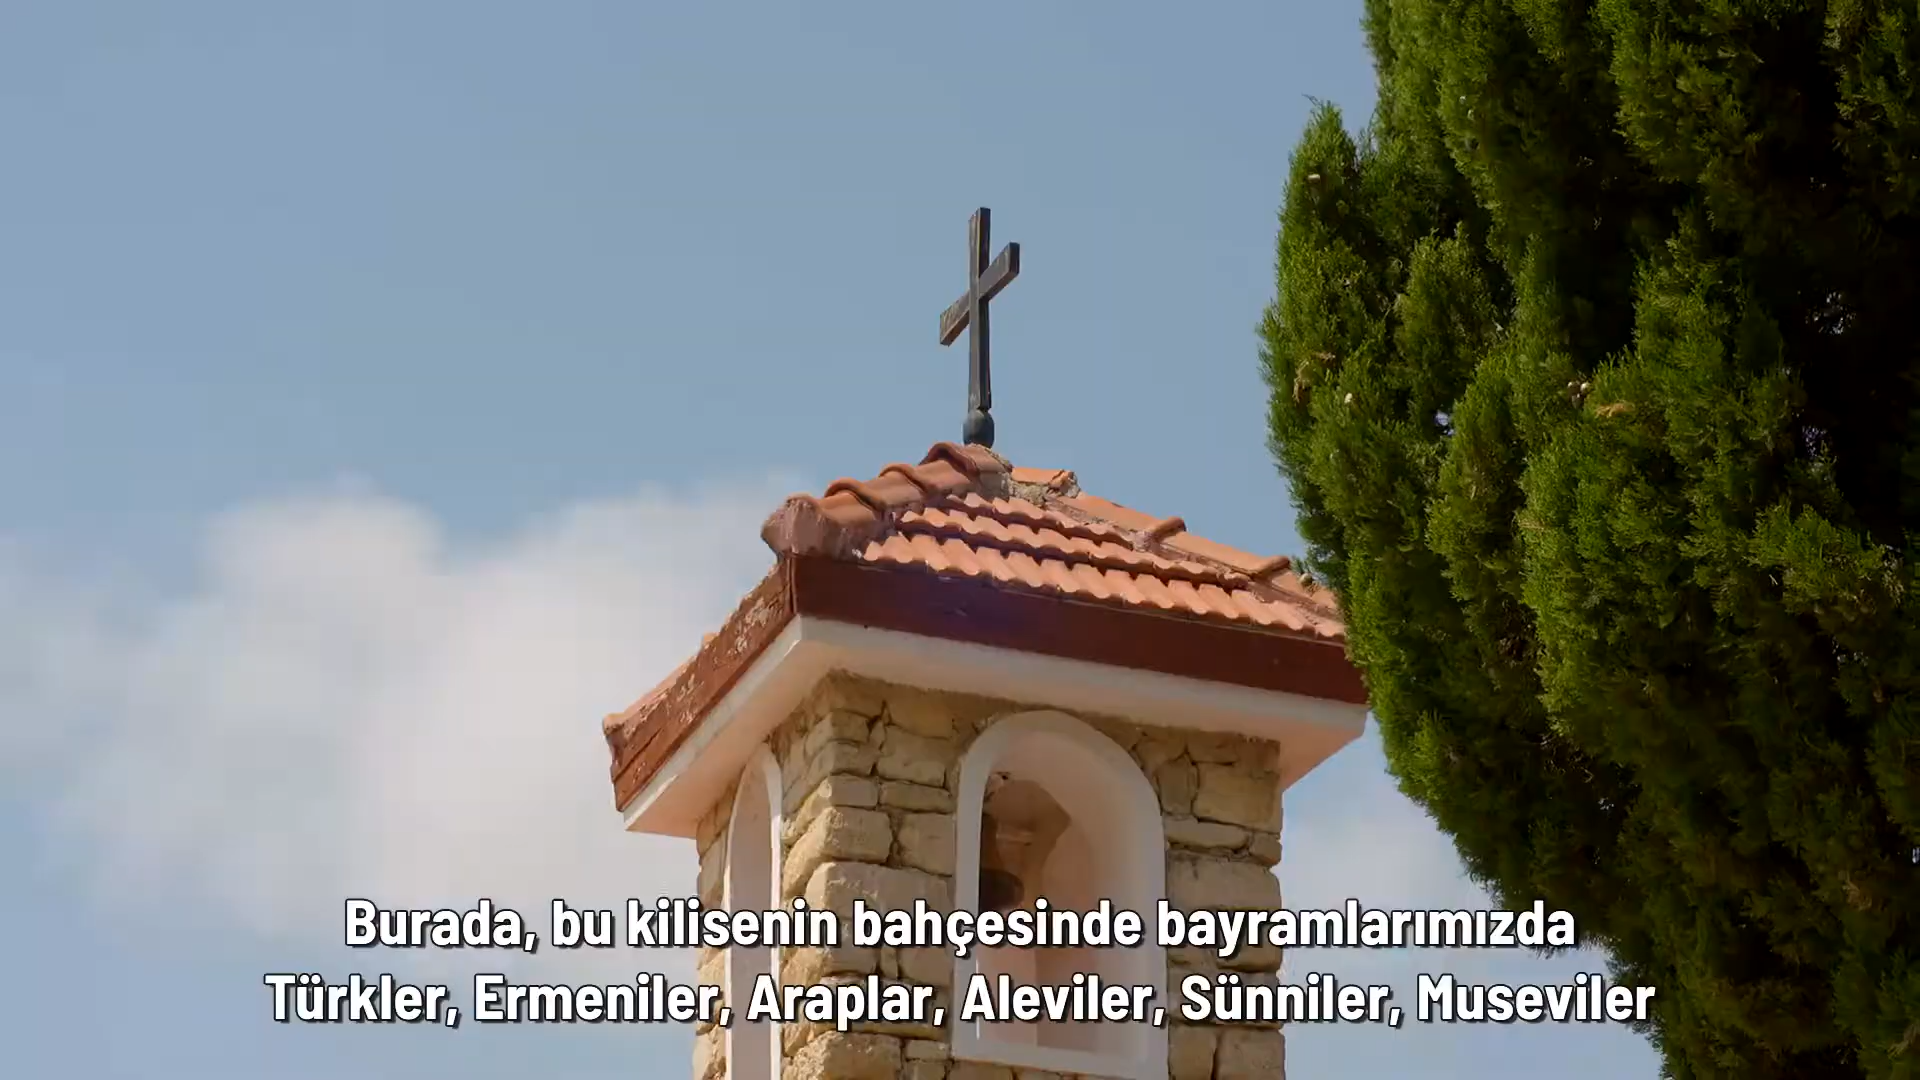 Burada, bu kilisenin bahçesinde bayramlarımızda
Türkler, Ermeniler, Araplar, Aleviler, Sünniler, Museviler